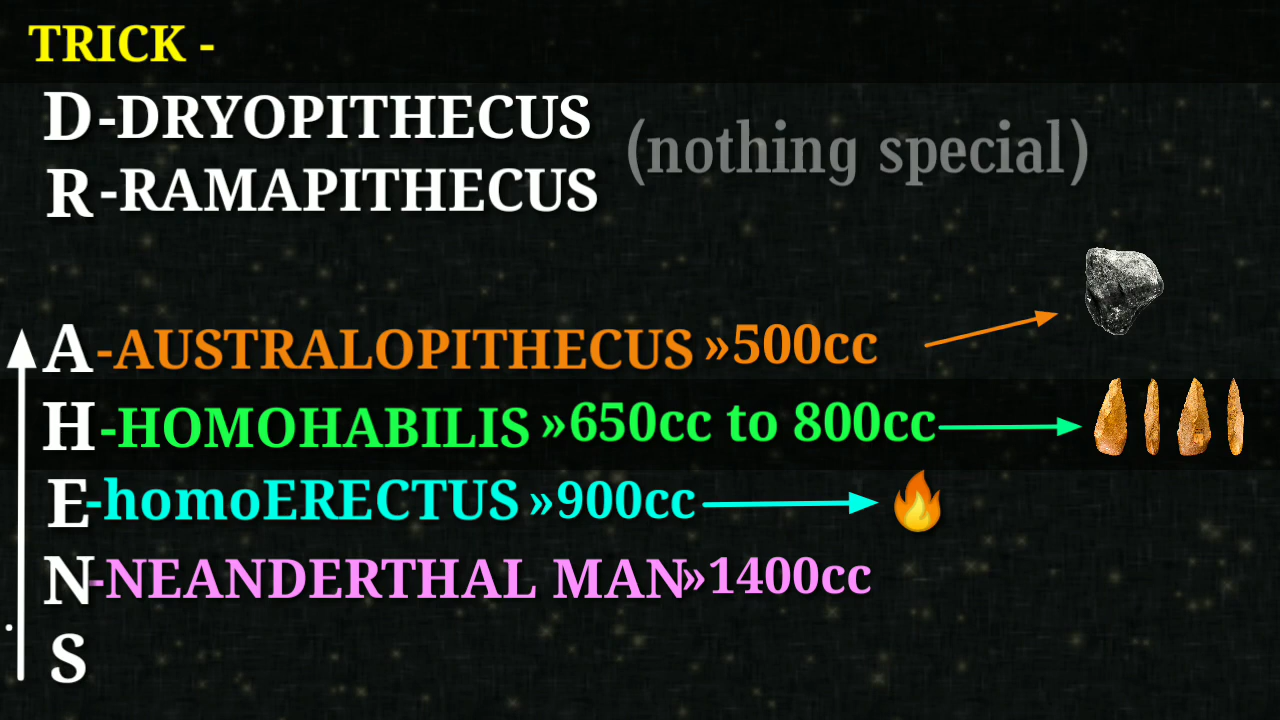 TRICK -
D -DRYOPITHECUS
R -RAMAPITHECUS
(nothing special)
A -AUSTRALOPITHECUS »500cc
H -HOMOHABILIS »650cc to 800cc
E -homoERECTUS »900cc
N -NEANDERTHAL MAN »1400cc
S